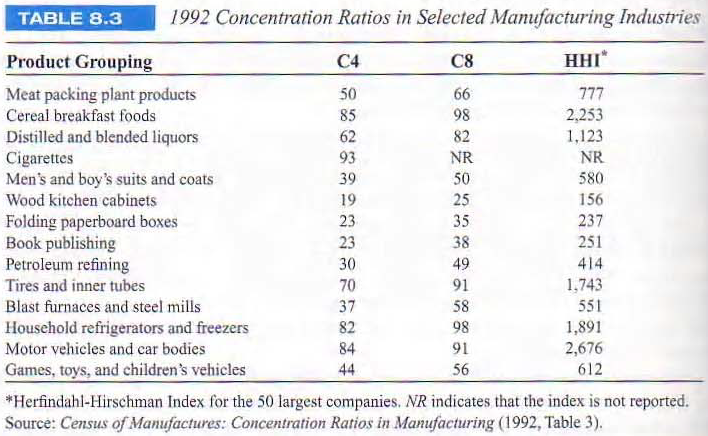 TABLE 8.3 1992 Concentration Ratios in Selected Manufacturing Industries
Product Grouping C4 C8 HHI*
Meat packing plant products 50 66 777
Cereal breakfast foods 85 98 2,253
Distilled and blended liquors 62 82 1,123
Cigarettes 93 NR NR
Men's and boy's suits and coats 39 50 580
Wood kitchen cabinets 19 25 156
Folding paperboard boxes 23 35 237
Book publishing 23 38 251
Petroleum refining 30 49 414
Tires and inner tubes 70 91 1,743
Blast furnaces and steel mills 37 58 551
Household refrigerators and freezers 82 98 1,891
Motor vehicles and car bodies 84 91 2,676
Games, toys, and children's vehicles 44 56 612
*Herfindahl-Hirschman Index for the 50 largest companies. NR indicates that the index is not reported.
Source: Census of Manufactures: Concentration Ratios in Manufacturing (1992, Table 3).